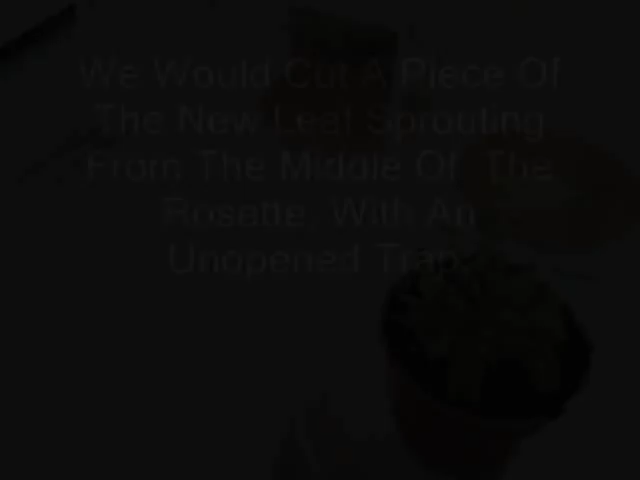 We Would Cut A Piece Of
The New Leaf Sprouting
From The Middle Of The
Rosette, With An
Unopened Trap.